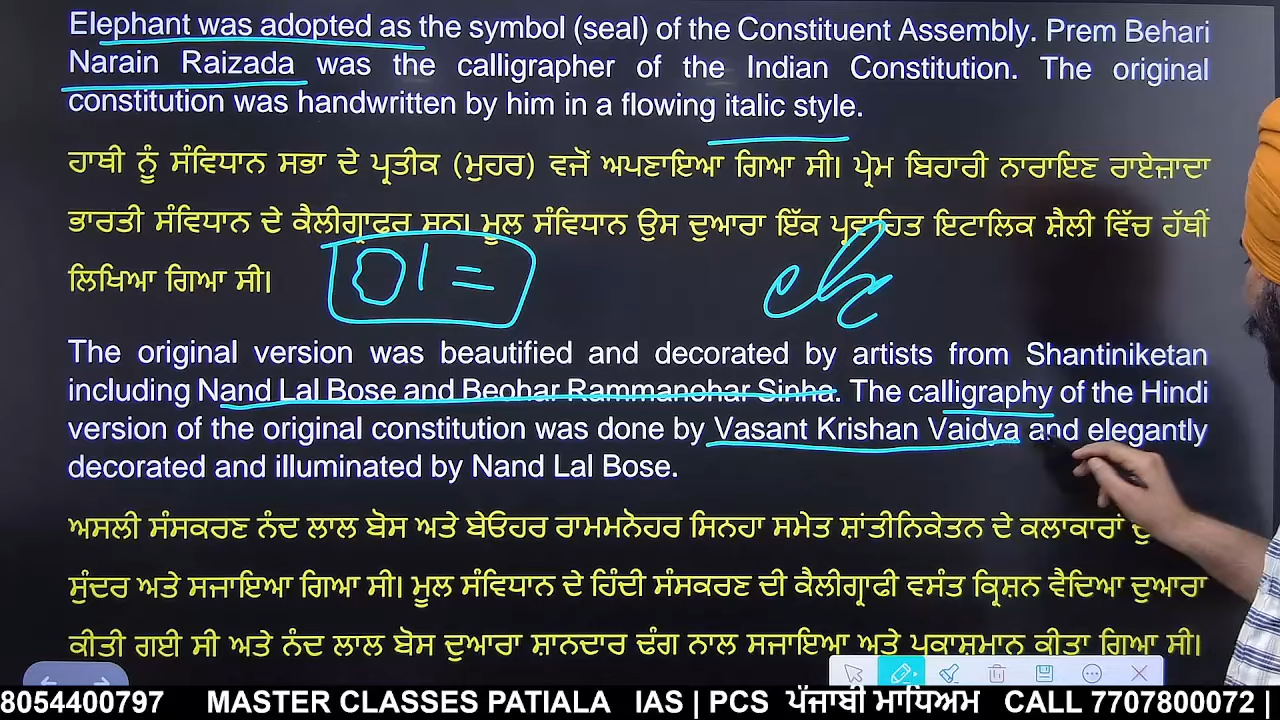 Elephant was adopted as the symbol (seal) of the Constituent Assembly. Prem Behari
Narain Raizada was the calligrapher of the Indian Constitution. The original
constitution was handwritten by him in a flowing italic style.
ਹਾਥੀ ਨੂੰ ਸੰਵਿਧਾਨ ਸਭਾ ਦੇ ਪ੍ਰਤੀਕ (ਮੁਹਰ) ਵਜੋਂ ਅਪਣਾਇਆ ਗਿਆ ਸੀ। ਪ੍ਰੇਮ ਬਿਹਾਰੀ ਨਾਰਾਇਣ ਰਾਏਜ਼ਾਦਾ
ਭਾਰਤੀ ਸੰਵਿਧਾਨ ਦੇ ਕੈਲੀਗ੍ਰਾਫਰ ਸਨ। ਮੂਲ ਸੰਵਿਧਾਨ ਉਸ ਦੁਆਰਾ ਇੱਕ ਪ੍ਰਵਾਹਿਤ ਇਟਾਲਿਕ ਸ਼ੈਲੀ ਵਿੱਚ ਹੱਥੀਂ
ਲਿਖਿਆ ਗਿਆ ਸੀ।
01 =
The original version was beautified and decorated by artists from Shantiniketan
including Nand Lal Bose and Beohar Rammanohar Sinha. The calligraphy of the Hindi
version of the original constitution was done by Vasant Krishan Vaidya and elegantly
decorated and illuminated by Nand Lal Bose.
ਅਸਲੀ ਸੰਸਕਰਣ ਨੰਦ ਲਾਲ ਬੋਸ ਅਤੇ ਬੇਓਹਰ ਰਾਮਮਨੋਹਰ ਸਿਨਹਾ ਸਮੇਤ ਸ਼ਾਂਤੀਨਿਕੇਤਨ ਦੇ ਕਲਾਕਾਰਾਂ
ਸੁੰਦਰ ਅਤੇ ਸਜਾਇਆ ਗਿਆ ਸੀ। ਮੂਲ ਸੰਵਿਧਾਨ ਦੇ ਹਿੰਦੀ ਸੰਸਕਰਣ ਦੀ ਕੈਲੀਗ੍ਰਾਫੀ ਵਸੰਤ ਕ੍ਰਿਸ਼ਨ ਵੈਦਿਆ ਦੁਆਰਾ
ਕੀਤੀ ਗਈ ਸੀ ਅਤੇ ਨੰਦ ਲਾਲ ਬੋਸ ਦੁਆਰਾ ਸ਼ਾਨਦਾਰ ਢੰਗ ਨਾਲ ਸਜਾਇਆ ਅਤੇ ਪ੍ਰਕਾਸ਼ਮਾਨ ਕੀਤਾ ਗਿਆ ਸੀ।
8054400797 MASTER CLASSES PATIALA IAS | PCS ਪੰਜਾਬੀ ਮਾਧਿਅਮ CALL 7707800072 |